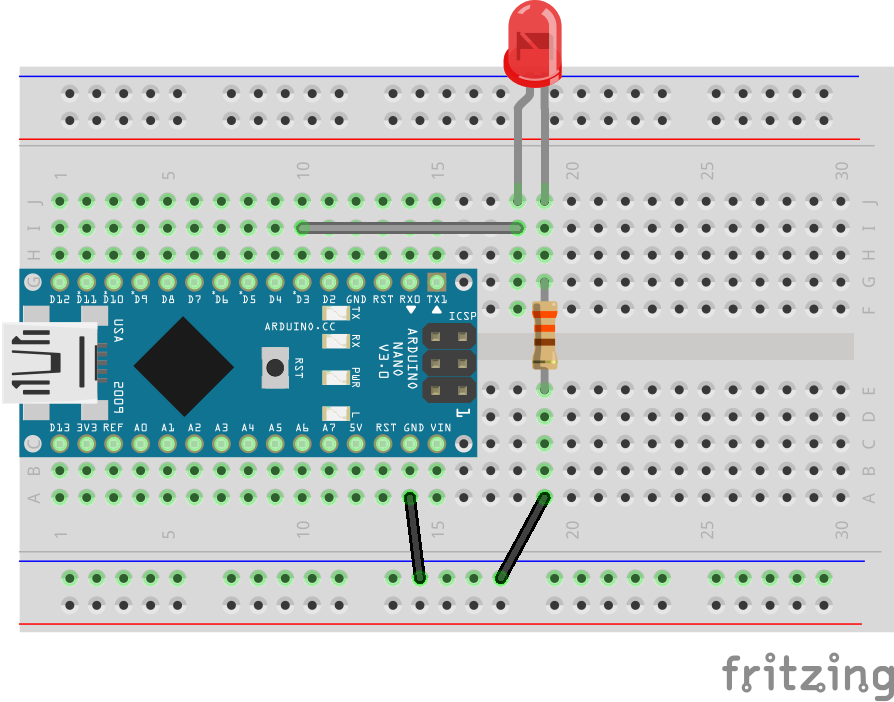 1 5 10 15 20 25 30
J J
I I
H H
G G
F
D12 D11 D10 D9 D8 D7 D6 D5 D4 D3 D2 GND RST RX0 TX1
ICSP
TX
ARDUINO.CC
RX
USA
RST
ARDUINO
NANO
V3.0
PWR
2009
L
1
D13 3V3 REF A0 A1 A2 A3 A4 A5 A6 A7 5V RST GND VIN
E
D
C C
B B
A A
1 5 15 20 25 30
fritzing